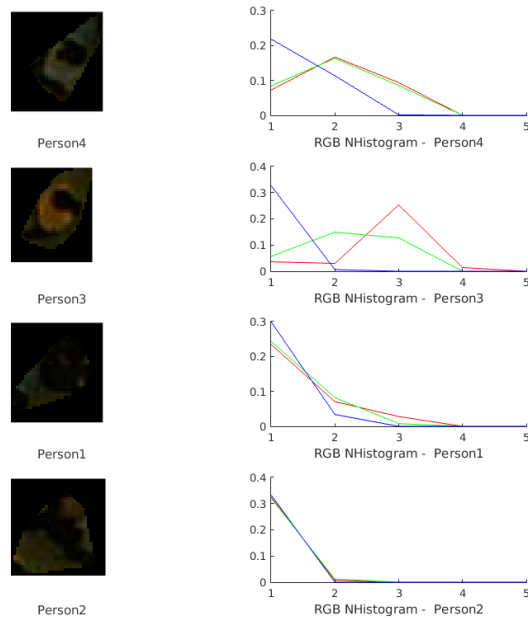 0.3
0.2
0.1
0
1 2 3 4 5
Person4
RGB NHistogram - Person4
0.4
0.3
0.2
0.1
0
1 2 3 4 5
Person3
RGB NHistogram - Person3
0.3
0.2
0.1
0
1 2 3 4 5
Person1
RGB NHistogram - Person1
0.4
0.3
0.2
0.1
0
1 2 3 4 5
Person2
RGB NHistogram - Person2